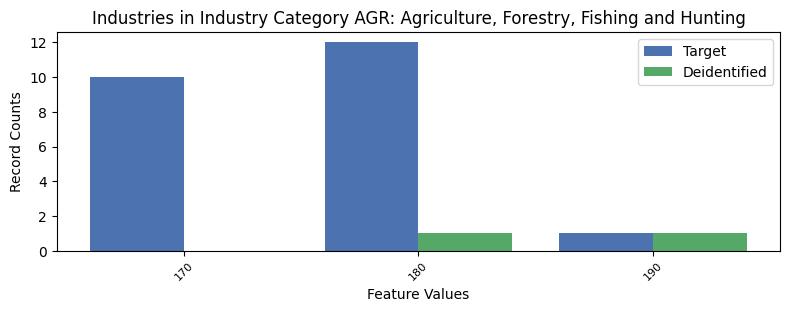 Industries in Industry Category AGR: Agriculture, Forestry, Fishing and Hunting
Target
Deidentified
Record Counts
12
10
8
6
4
2
0
170
180
190
Feature Values